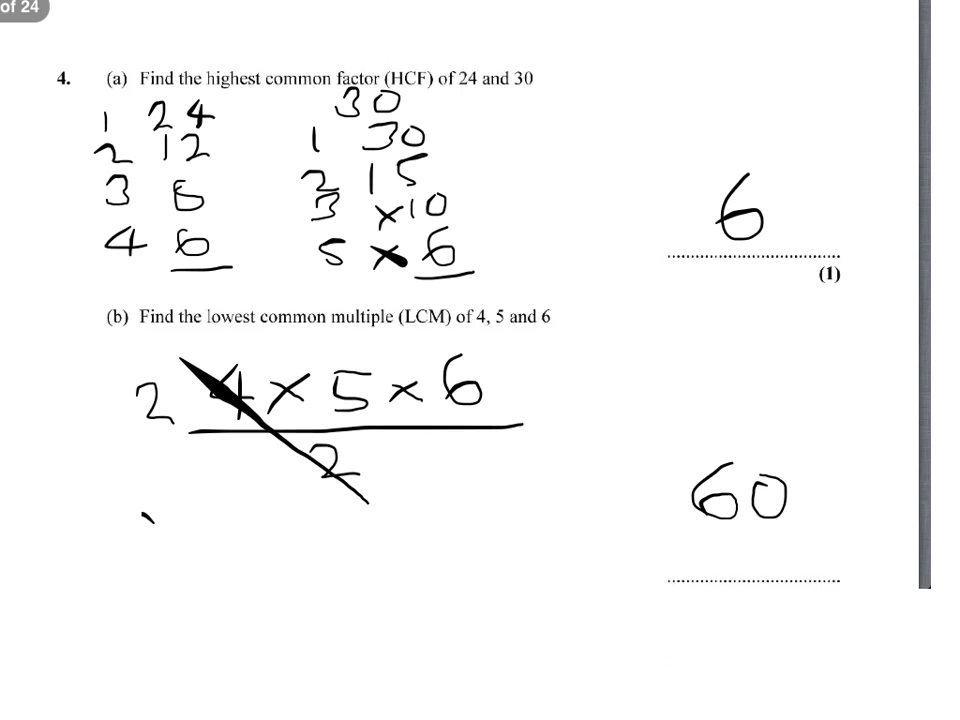 of 24
4. (a) Find the highest common factor (HCF) of 24 and 30
30
1 24
1 30
2 12
2 15
3 8
3 ×10
4 6
5 × 6
6
(1)
(b) Find the lowest common multiple (LCM) of 4, 5 and 6
2 4 × 5 × 6
2
60